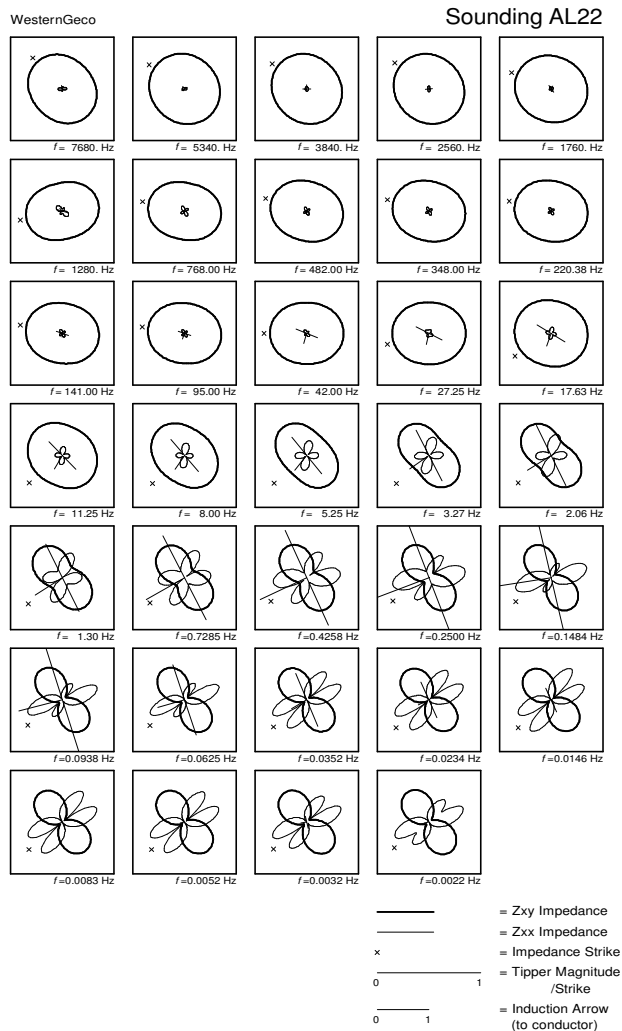 WesternGeco Sounding AL22
f = 7680. Hz f = 5340. Hz f = 3840. Hz f = 2560. Hz f = 1760. Hz
f = 1280. Hz f = 768.00 Hz f = 482.00 Hz f = 348.00 Hz f = 220.38 Hz
f = 141.00 Hz f = 95.00 Hz f = 42.00 Hz f = 27.25 Hz f = 17.63 Hz
f = 11.25 Hz f = 8.00 Hz f = 5.25 Hz f = 3.27 Hz f = 2.06 Hz
f = 1.30 Hz f =0.7285 Hz f =0.4258 Hz f =0.2500 Hz f =0.1484 Hz
f =0.0938 Hz f =0.0625 Hz f =0.0352 Hz f =0.0234 Hz f =0.0146 Hz
f =0.0083 Hz f =0.0052 Hz f =0.0032 Hz f =0.0022 Hz
= Zxy Impedance
= Zxx Impedance
× = Impedance Strike
= Tipper Magnitude
0 1
/Strike
= Induction Arrow
0 1
(to conductor)